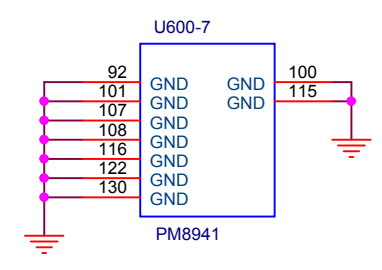 U600-7
92 GND GND 100
101 GND GND 115
107 GND
108 GND
116 GND
122 GND
130 GND
PM8941